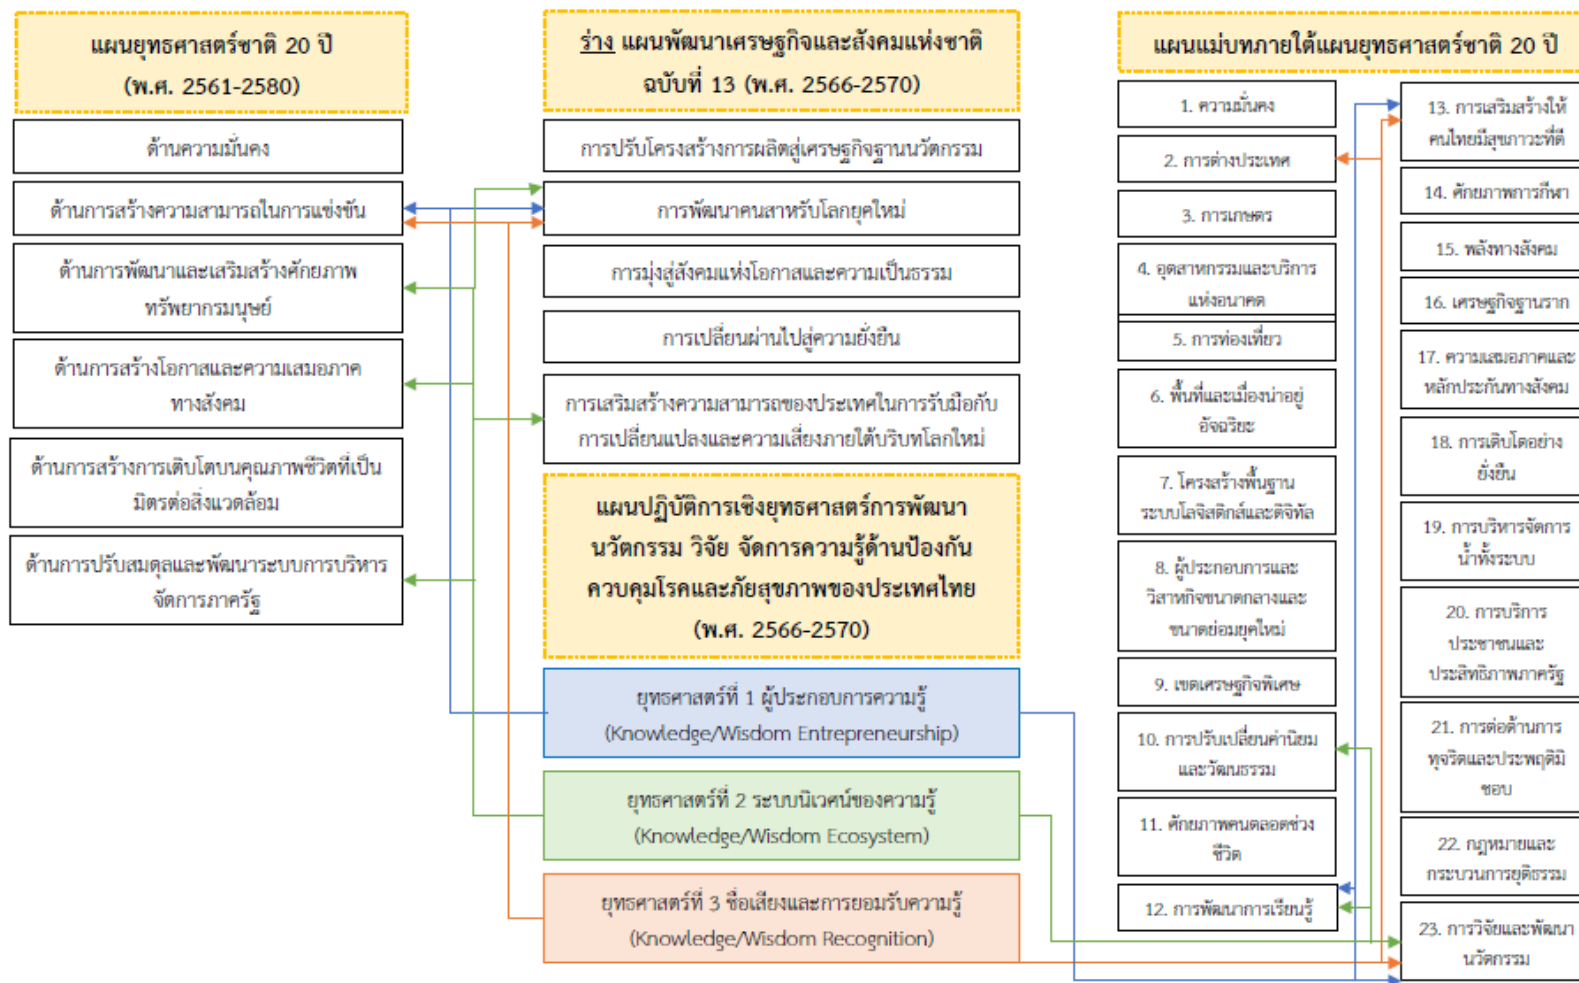 แผนยุทธศาสตร์ชาติ 20 ปี
(พ.ศ. 2561-2580)
ด้านความมั่นคง
ด้านการสร้างความสามารถในการแข่งขัน
ด้านการพัฒนาและเสริมสร้างศักยภาพ
ทรัพยากรมนุษย์
ด้านการสร้างโอกาสและความเสมอภาค
ทางสังคม
ด้านการสร้างการเติบโตบนคุณภาพชีวิตที่เป็น
มิตรต่อสิ่งแวดล้อม
ด้านการปรับสมดุลและพัฒนาระบบการบริหาร
จัดการภาครัฐ
ร่าง แผนพัฒนาเศรษฐกิจและสังคมแห่งชาติ
ฉบับที่ 13 (พ.ศ. 2566-2570)
การปรับโครงสร้างการผลิตสู่เศรษฐกิจฐานนวัตกรรม
การพัฒนาคนสาหรับโลกยุคใหม่
การมุ่งสู่สังคมแห่งโอกาสและความเป็นธรรม
การเปลี่ยนผ่านไปสู่ความยั่งยืน
การเสริมสร้างความสามารถของประเทศในการรับมือกับ
การเปลี่ยนแปลงและความเสี่ยงภายใต้บริบทโลกใหม่
แผนปฏิบัติการเชิงยุทธศาสตร์การพัฒนา
นวัตกรรม วิจัย จัดการความรู้ด้านป้องกัน
ควบคุมโรคและภัยสุขภาพของประเทศไทย
(พ.ศ. 2566-2570)
ยุทธศาสตร์ที่ 1 ผู้ประกอบการความรู้
(Knowledge/Wisdom Entrepreneurship)
ยุทธศาสตร์ที่ 2 ระบบนิเวศน์ของความรู้
(Knowledge/Wisdom Ecosystem)
ยุทธศาสตร์ที่ 3 ชื่อเสียงและการยอมรับความรู้
(Knowledge/Wisdom Recognition)
แผนแม่บทภายใต้แผนยุทธศาสตร์ชาติ 20 ปี
1. ความมั่นคง
2. การต่างประเทศ
3. การเกษตร
4. อุตสาหกรรมและบริการ
แห่งอนาคต
5. การท่องเที่ยว
6. พื้นที่และเมืองน่าอยู่
อัจฉริยะ
7. โครงสร้างพื้นฐาน
ระบบโลจิสติกส์และดิจิทัล
8. ผู้ประกอบการและ
วิสาหกิจขนาดกลางและ
ขนาดย่อมยุคใหม่
9. เขตเศรษฐกิจพิเศษ
10. การปรับเปลี่ยนค่านิยม
และวัฒนธรรม
11. ศักยภาพคนตลอดช่วง
ชีวิต
12. การพัฒนาการเรียนรู้
13. การเสริมสร้างให้
คนไทยมีสุขภาวะที่ดี
14. ศักยภาพการกีฬา
15. พลังทางสังคม
16. เศรษฐกิจฐานราก
17. ความเสมอภาคและ
หลักประกันทางสังคม
18. การเติบโตอย่าง
ยั่งยืน
19. การบริหารจัดการ
น้ำทั้งระบบ
20. การบริการ
ประชาชนและ
ประสิทธิภาพภาครัฐ
21. การต่อต้านการ
ทุจริตและประพฤติมิ
ชอบ
22. กฎหมายและ
กระบวนการยุติธรรม
23. การวิจัยและพัฒนา
นวัตกรรม